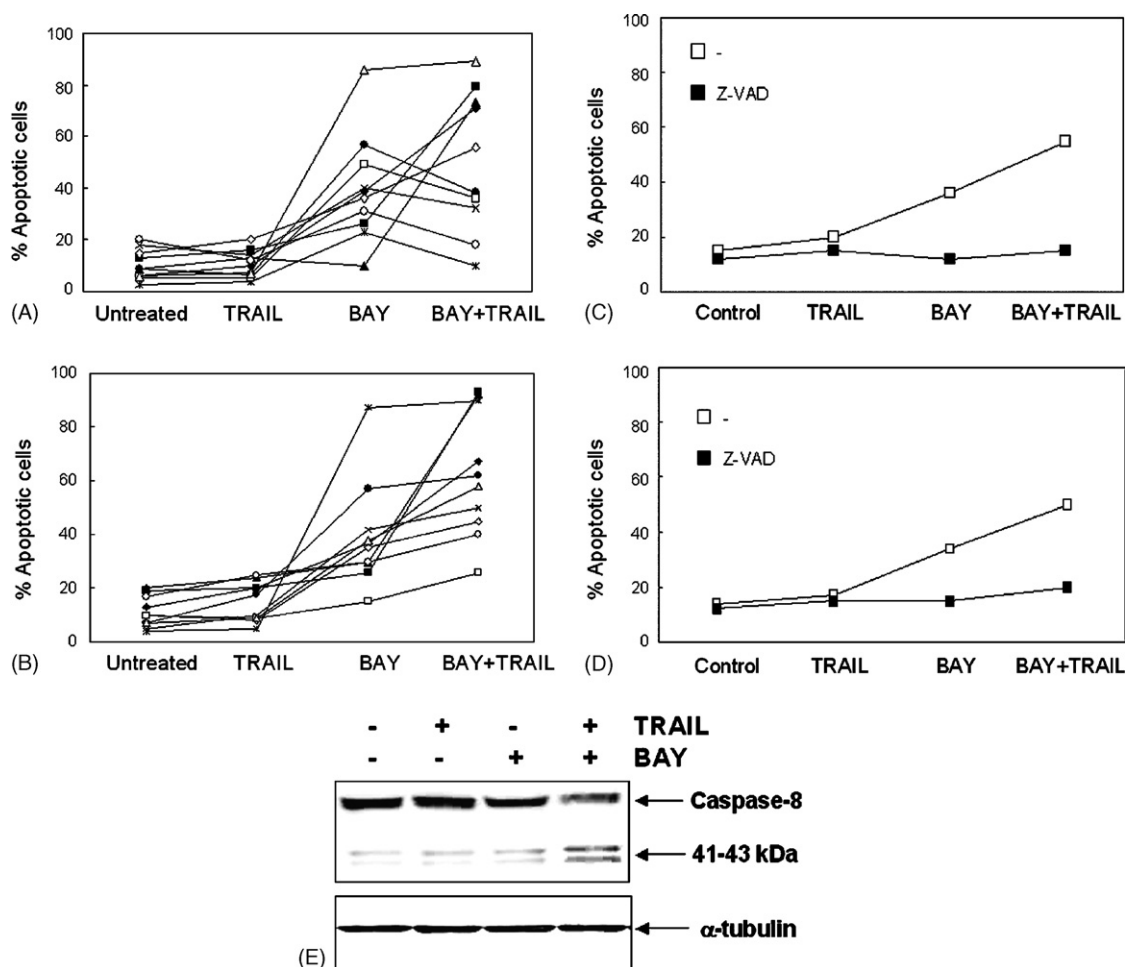 % Apoptotic cells
100
80
60
40
20
0
(A)
Untreated TRAIL BAY BAY+TRAIL
% Apoptotic cells
100
80
60
40
20
0
-
Z-VAD
(C)
Control TRAIL BAY BAY+TRAIL
% Apoptotic cells
100
80
60
40
20
0
(B)
Untreated TRAIL BAY BAY+TRAIL
% Apoptotic cells
100
80
60
40
20
0
-
Z-VAD
(D)
Control TRAIL BAY BAY+TRAIL
- + - + TRAIL
- - + + BAY
Caspase-8
41-43 kDa
α-tubulin
(E)